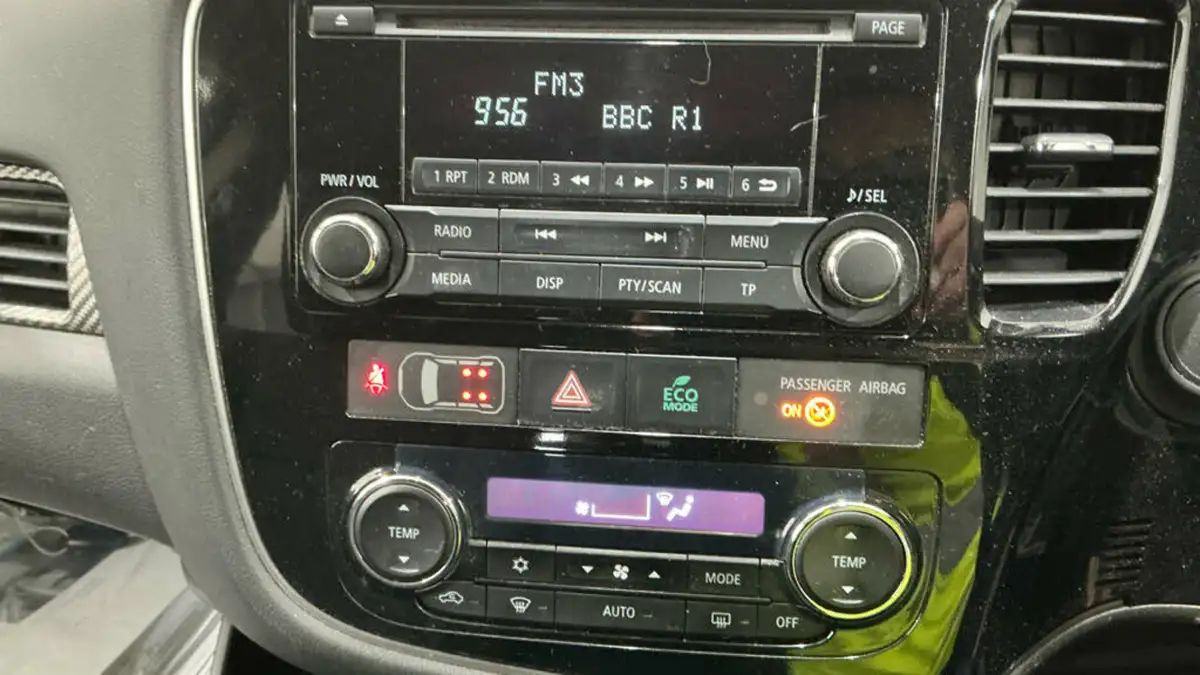 PAGE
FM3
956 BBC R1
1 RPT 2 RDM 3 4 5 6
PWR/VOL
♪/SEL
RADIO MENU
MEDIA DISP PTY/SCAN TP
PASSENGER AIRBAG
ECO
MODE
ON
TEMP
TEMP
MODE
AUTO
OFF